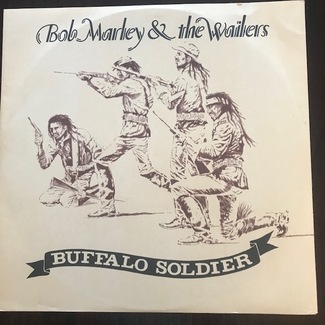 Bob Marley & the Wailers
BUFFALO SOLDIER